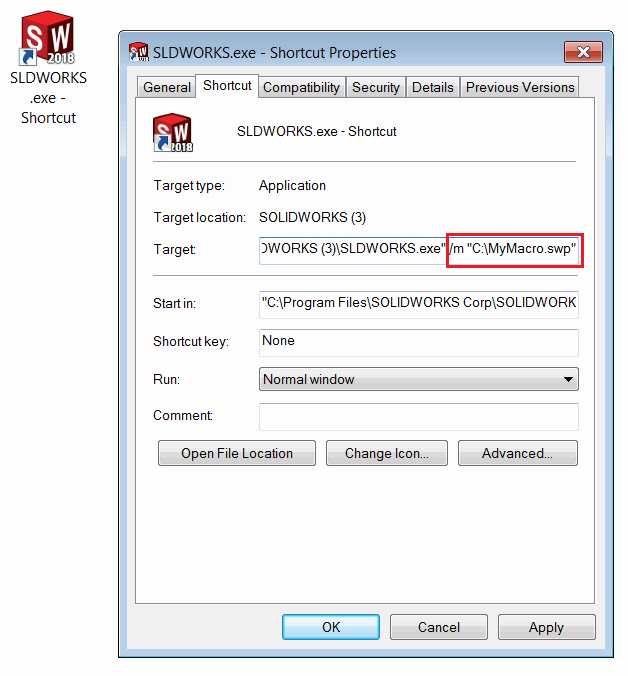 SW
2018
SLDWORKS
.exe -
Shortcut
SLDWORKS.exe - Shortcut Properties
General Shortcut Compatibility Security Details Previous Versions
SW
2018
SLDWORKS.exe - Shortcut
Target type: Application
Target location: SOLIDWORKS (3)
Target: DWORKS (3)\SLDWORKS.exe" /m "C:\MyMacro.swp"
Start in: "C:\Program Files\SOLIDWORKS Corp\SOLIDWORK
Shortcut key: None
Run: Normal window
Comment:
Open File Location Change Icon... Advanced...
OK Cancel Apply